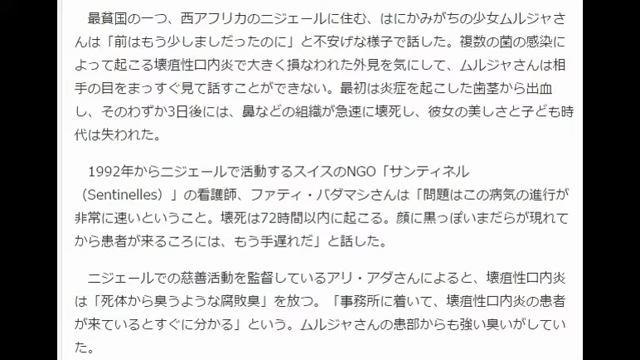 最貧国の一つ、西アフリカのニジェールに住む、はにかみがちの少女ムルジャさ
んは「前はもう少しましだったのに」と不安げな様子で話した。複数の菌の感染に
よって起こる壊疽性口内炎で大きく損なわれた外見を気にして、ムルジャさんは相
手の目をまっすぐ見て話すことができない。最初は炎症を起こした歯茎から出血
し、そのわずか3日後には、鼻などの組織が急速に壊死し、彼女の美しさと子ども時
代は失われた。
1992年からニジェールで活動するスイスのNGO「サンティネル
（Sentinelles）」の看護師、ファティ・バダマシさんは「問題はこの病気の進行が
非常に速いということ。壊死は72時間以内に起こる。顔に黒っぽいまだらが現れて
から患者が来るころには、もう手遅れだ」と話した。
ニジェールでの慈善活動を監督しているアリ・アダさんによると、壊疽性口内炎
は「死体から臭うような腐敗臭」を放つ。「事務所に着いて、壊疽性口内炎の患者
が来ているとすぐに分かる」という。ムルジャさんの患部からも強い臭いがしてい
た。